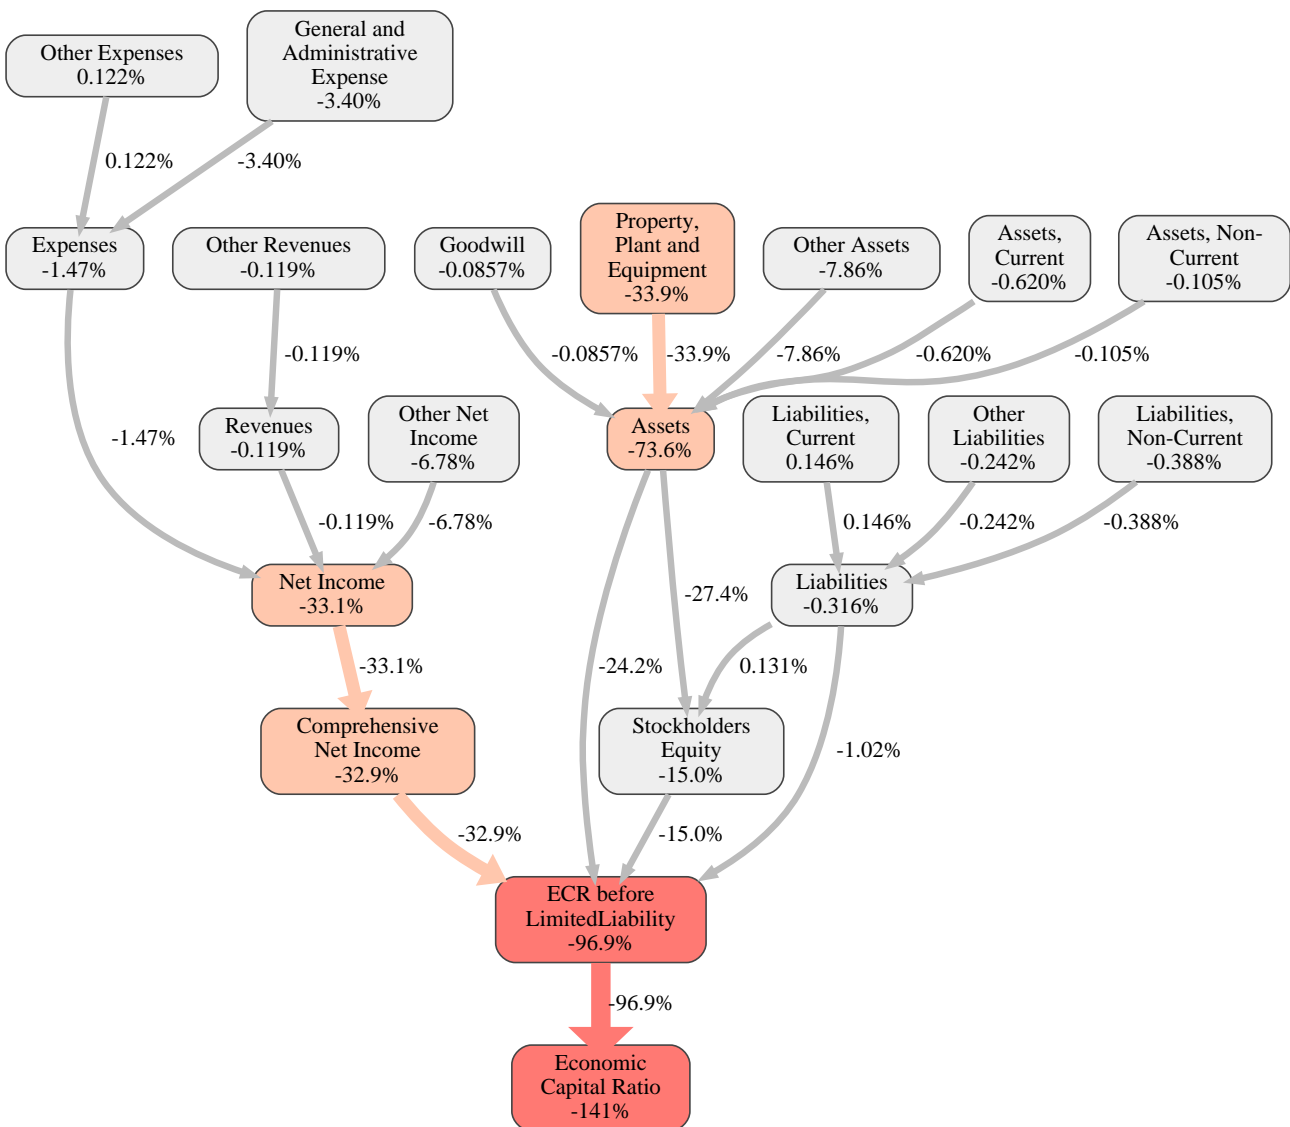 Other Expenses
0.122%
General and
Administrative
Expense
-3.40%
0.122%
-3.40%
Expenses
-1.47%
Other Revenues
-0.119%
Goodwill
-0.0857%
Property,
Plant and
Equipment
-33.9%
Other Assets
-7.86%
Assets,
Current
-0.620%
Assets, Non-
Current
-0.105%
-0.119%
-0.0857%
-33.9%
-7.86%
-0.620%
-0.105%
-1.47%
Revenues
-0.119%
Other Net
Income
-6.78%
Assets
-73.6%
Liabilities,
Current
0.146%
Other
Liabilities
-0.242%
Liabilities,
Non-Current
-0.388%
-0.119%
-6.78%
0.146%
-0.242%
-0.388%
Net Income
-33.1%
-27.4%
Liabilities
-0.316%
-33.1%
-24.2%
0.131%
Comprehensive
Net Income
-32.9%
Stockholders
Equity
-15.0%
-1.02%
-32.9%
-15.0%
ECR before
LimitedLiability
-96.9%
-96.9%
Economic
Capital Ratio
-141%